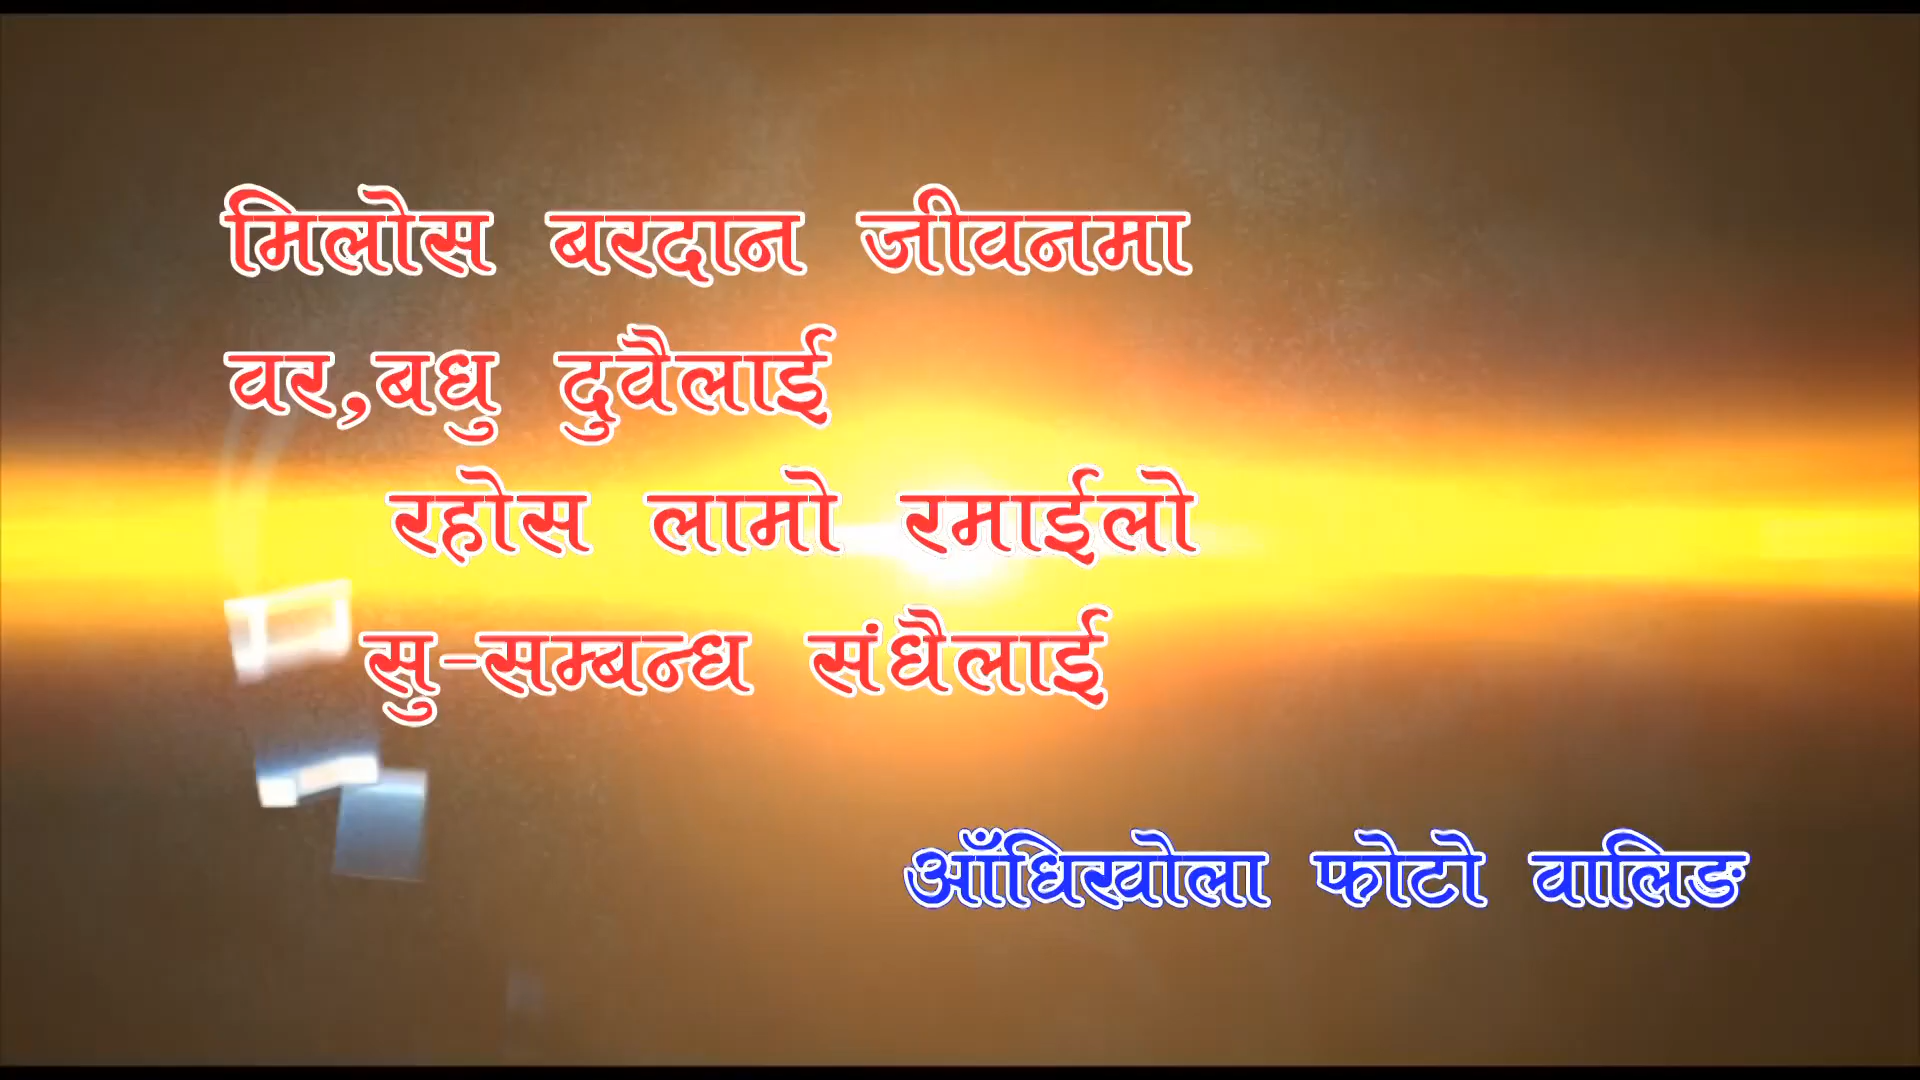 मिलोस बरदान जीवनमा
वर,बधु दुवैलाई
रहोस लामो रमाईलो
सु-सम्बन्ध संधैलाई
आँधिखोला फोटो वालिङ